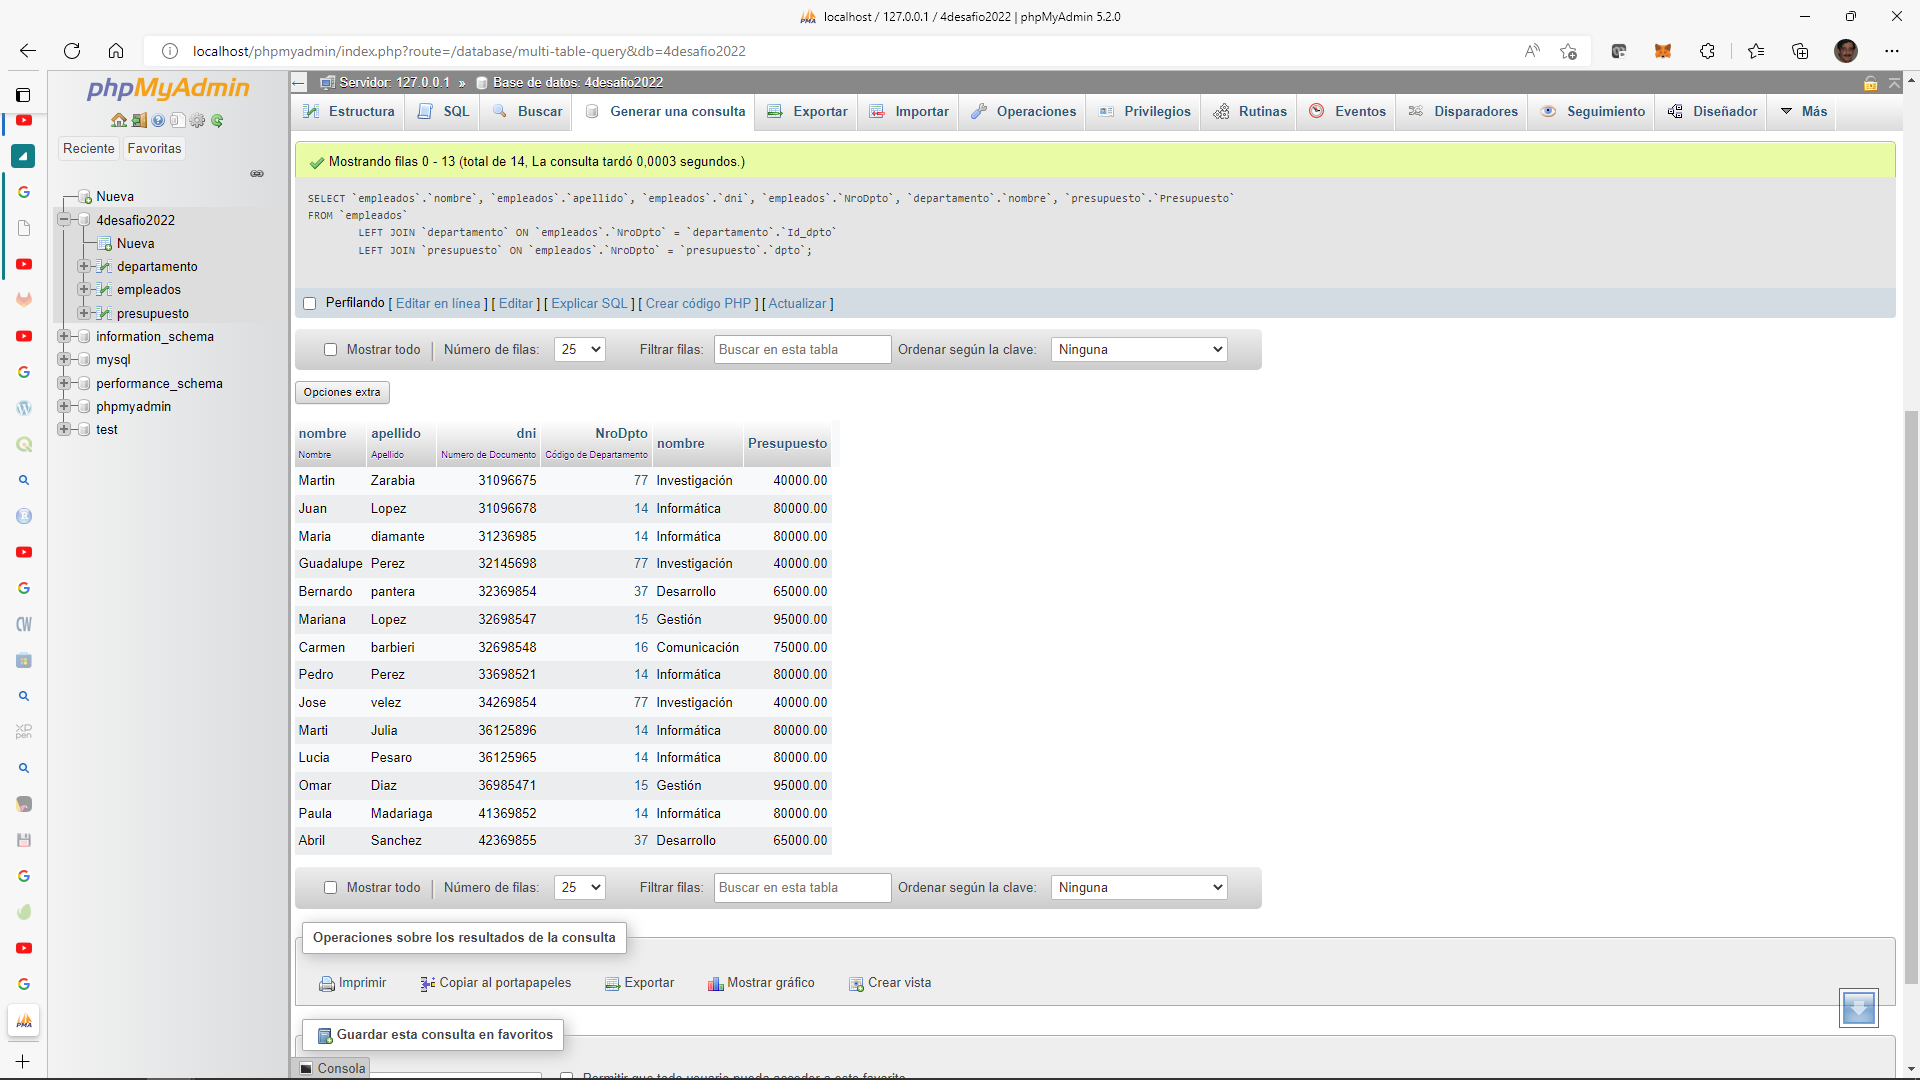 localhost / 127.0.0.1 / 4desafio2022 | phpMyAdmin 5.2.0
localhost/phpmyadmin/index.php?route=/database/multi-table-query&db=4desafio2022
phpMyAdmin
Reciente Favoritas
Nueva
4desafio2022
Nueva
departamento
empleados
presupuesto
information_schema
mysql
performance_schema
phpmyadmin
test
Servidor: 127.0.0.1 » Base de datos: 4desafio2022
Estructura SQL Buscar Generar una consulta Exportar Importar Operaciones Privilegios Rutinas Eventos Disparadores Seguimiento Diseñador Más
Mostrando filas 0 - 13 (total de 14, La consulta tardó 0,0003 segundos.)
SELECT `empleados`.`nombre`, `empleados`.`apellido`, `empleados`.`dni`, `empleados`.`NroDpto`, `departamento`.`nombre`, `presupuesto`.`Presupuesto`
FROM `empleados`
LEFT JOIN `departamento` ON `empleados`.`NroDpto` = `departamento`.`Id_dpto`
LEFT JOIN `presupuesto` ON `empleados`.`NroDpto` = `presupuesto`.`dpto`;
Perfilando [ Editar en línea ] [ Editar ] [ Explicar SQL ] [ Crear código PHP ] [ Actualizar ]
Mostrar todo | Número de filas: 25 Filtrar filas: Buscar en esta tabla Ordenar según la clave: Ninguna
Opciones extra
nombre apellido dni NroDpto nombre Presupuesto
Nombre Apellido Numero de Documento Código de Departamento
Martin Zarabia 31096675 77 Investigación 40000.00
Juan Lopez 31096678 14 Informática 80000.00
Maria diamante 31236985 14 Informática 80000.00
Guadalupe Perez 32145698 77 Investigación 40000.00
Bernardo pantera 32369854 37 Desarrollo 65000.00
Mariana Lopez 32698547 15 Gestión 95000.00
Carmen barbieri 32698548 16 Comunicación 75000.00
Pedro Perez 33698521 14 Informática 80000.00
Jose velez 34269854 77 Investigación 40000.00
Marti Julia 36125896 14 Informática 80000.00
Lucia Pesaro 36125965 14 Informática 80000.00
Omar Diaz 36985471 15 Gestión 95000.00
Paula Madariaga 41369852 14 Informática 80000.00
Abril Sanchez 42369855 37 Desarrollo 65000.00
Mostrar todo | Número de filas: 25 Filtrar filas: Buscar en esta tabla Ordenar según la clave: Ninguna
Operaciones sobre los resultados de la consulta
Imprimir Copiar al portapapeles Exportar Mostrar gráfico Crear vista
Guardar esta consulta en favoritos
Consola
Permitir que todo usuario pueda acceder a este favorito